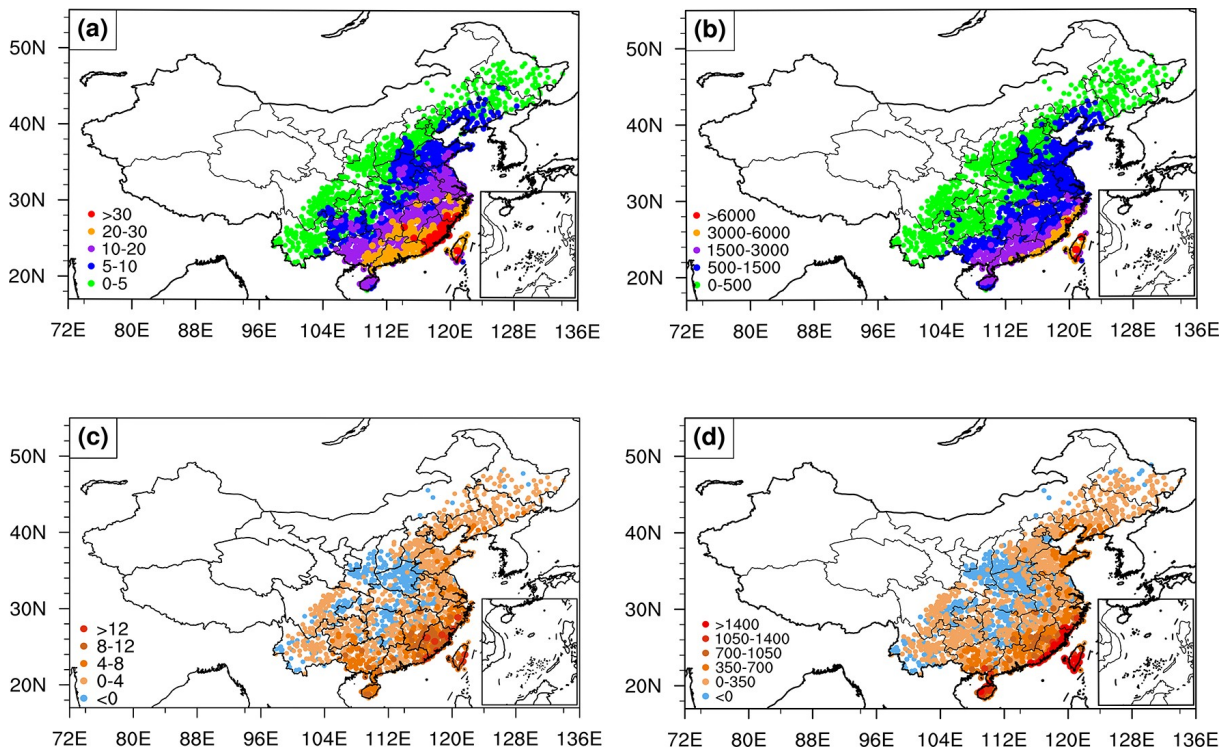 (a)
50N
40N
30N
20N
>30
20-30
10-20
5-10
0-5
72E 80E 88E 96E 104E 112E 120E 128E 136E
(b)
50N
40N
30N
20N
>6000
3000-6000
1500-3000
500-1500
0-500
72E 80E 88E 96E 104E 112E 120E 128E 136E
(c)
50N
40N
30N
20N
>12
8-12
4-8
0-4
<0
72E 80E 88E 96E 104E 112E 120E 128E 136E
(d)
50N
40N
30N
20N
>1400
1050-1400
700-1050
350-700
0-350
<0
72E 80E 88E 96E 104E 112E 120E 128E 136E